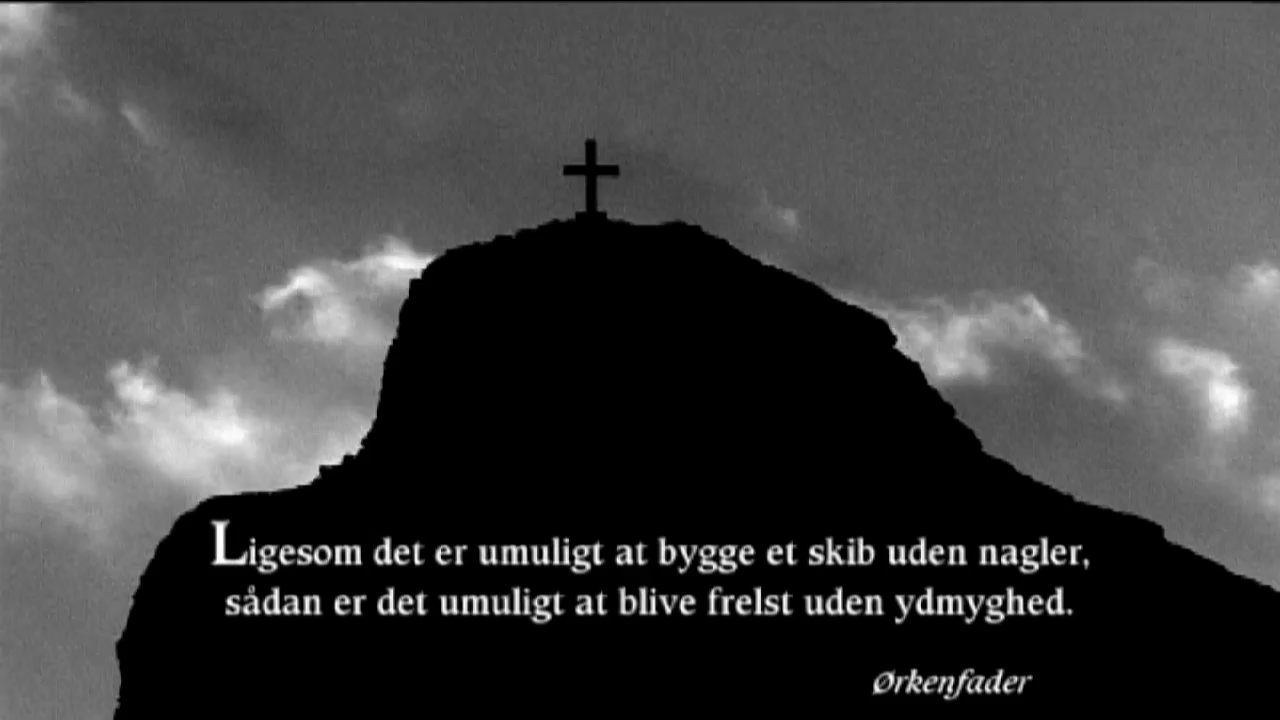 Ligesom det er umuligt at bygge et skib uden nagler,
sådan er det umuligt at blive frelst uden ydmyghed.
Ørkenfader